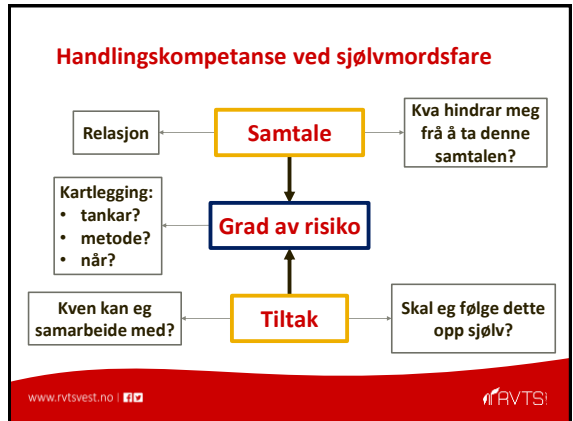 Handlingskompetanse ved sjølvmordsfare
Relasjon
Samtale
Kva hindrar meg
frå å ta denne
samtalen?
Kartlegging:
• tankar?
• metode?
• når?
Grad av risiko
Kven kan eg
samarbeide med?
Tiltak
Skal eg følge dette
opp sjølv?
www.rvtsvest.no |
RVTS